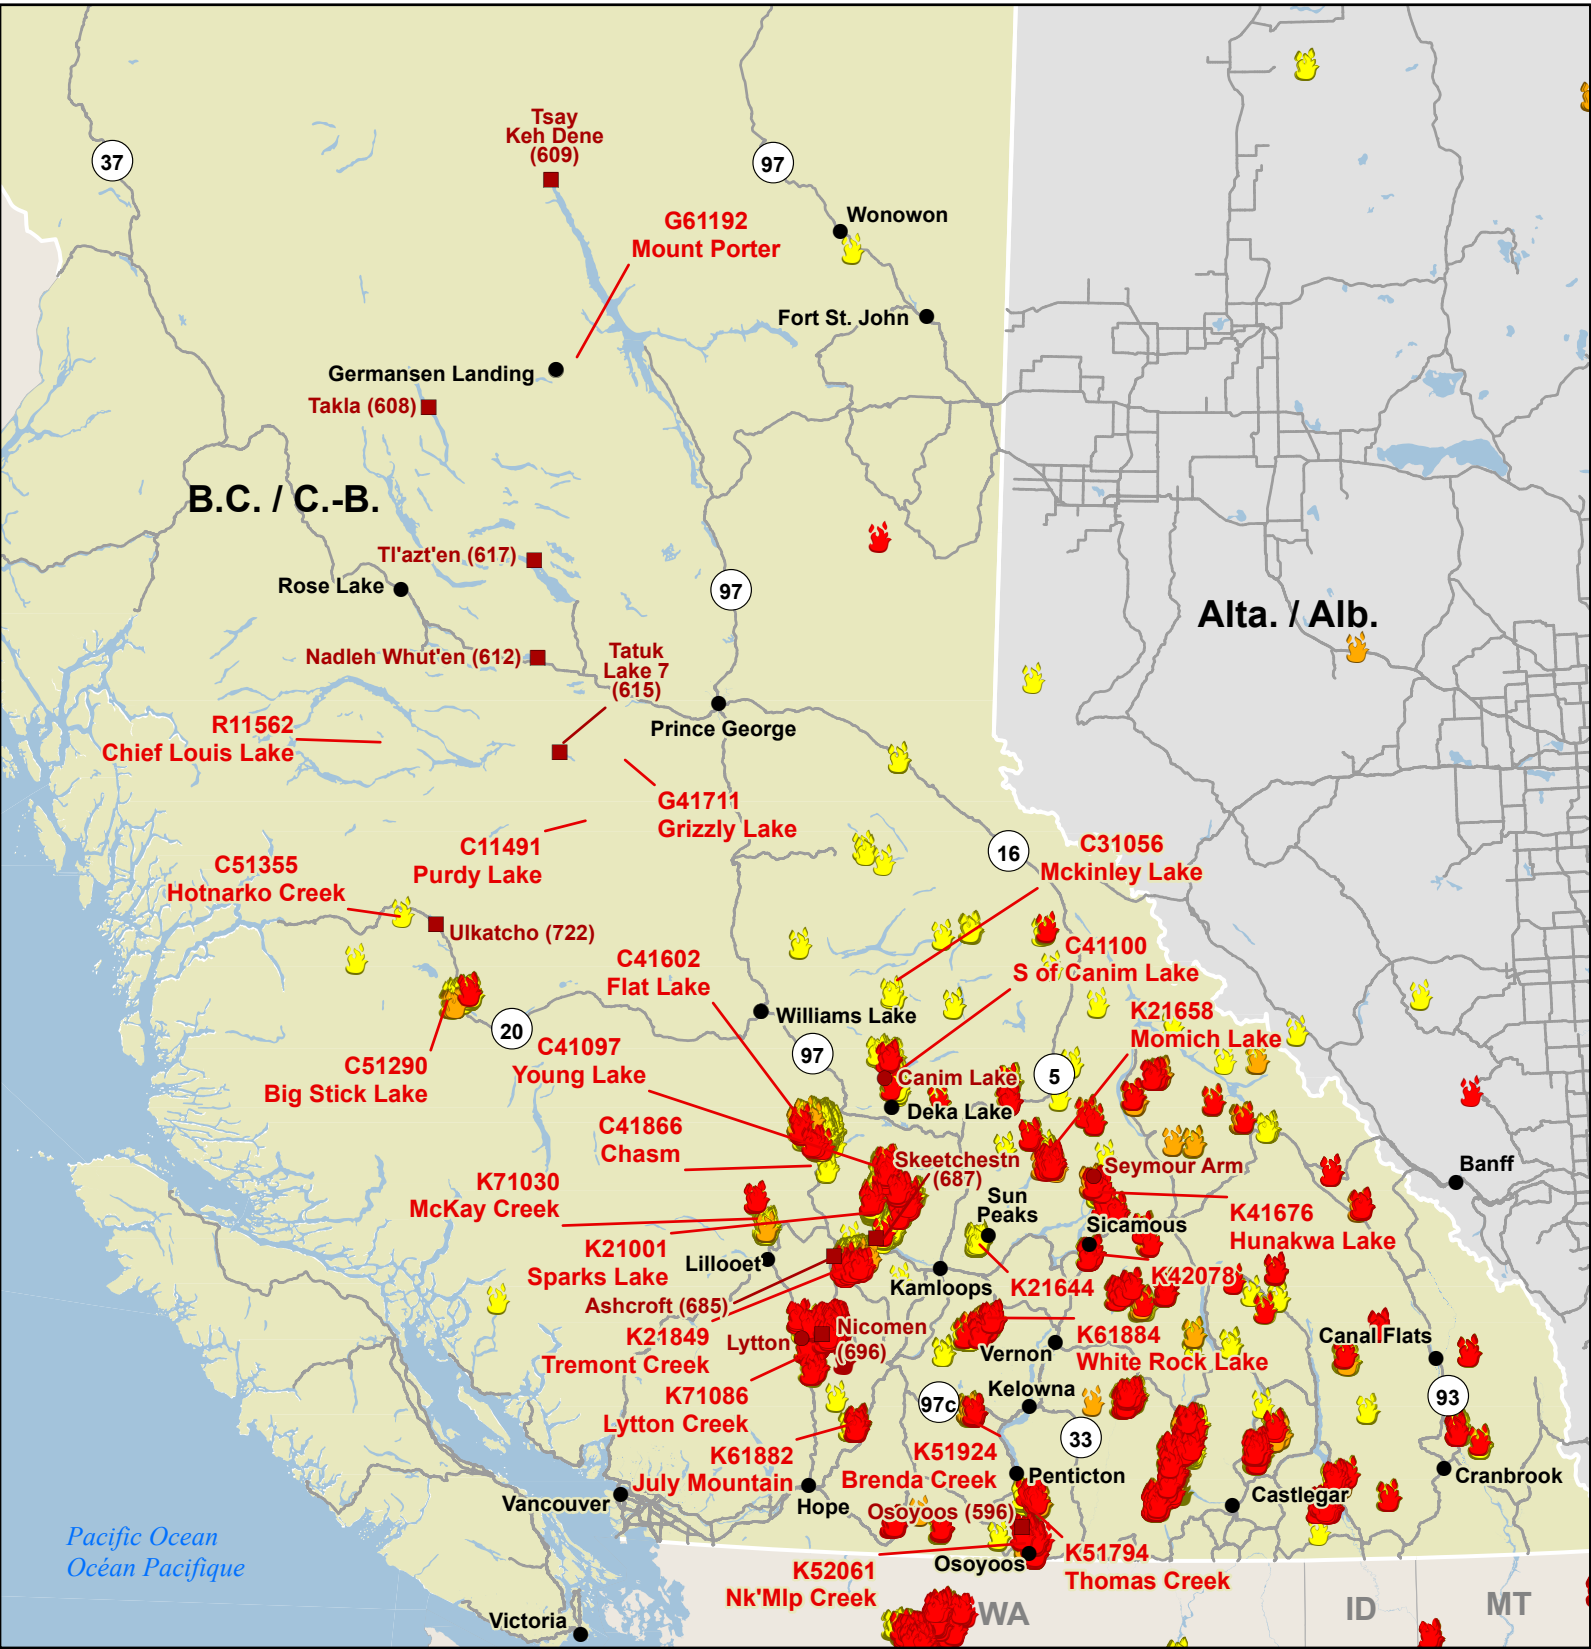 Tsay
Keh Dene
(609)
37
97
G61192
Mount Porter
Wonowon
Fort St. John
Germansen Landing
Takla (608)
B.C. / C.-B.
Tl'azt'en (617)
Rose Lake
97
Alta. / Alb.
Nadleh Whut'en (612)
Tatuk
Lake 7
(615)
R11562
Chief Louis Lake
Prince George
G41711
Grizzly Lake
C11491
Purdy Lake
16
C31056
Mckinley Lake
C51355
Hotnarko Creek
Ulkatcho (722)
C41602
Flat Lake
C41100
S of Canim Lake
Williams Lake
20
97
K21658
Momich Lake
C41097
Young Lake
C51290
Big Stick Lake
Canim Lake
5
Deka Lake
C41866
Chasm
Skeetchestn
(687)
Seymour Arm
Banff
K71030
McKay Creek
Sun
Peaks
K41676
Hunakwa Lake
Sicamous
K21001
Sparks Lake
Lillooet
Kamloops
K21644
K42078
Ashcroft (685)
K21849
Tremont Creek
Lytton
Nicomen
(696)
K61884
White Rock Lake
Vernon
Canal Flats
K71086
Lytton Creek
97c
Kelowna
93
33
K61882
July Mountain
K51924
Brenda Creek
Penticton
Cranbrook
Castlegar
Vancouver
Hope
Osoyoos (596)
Pacific Ocean
Océan Pacifique
K52061
Nk'Mlp Creek
Osoyoos
K51794
Thomas Creek
WA
ID
MT
Victoria